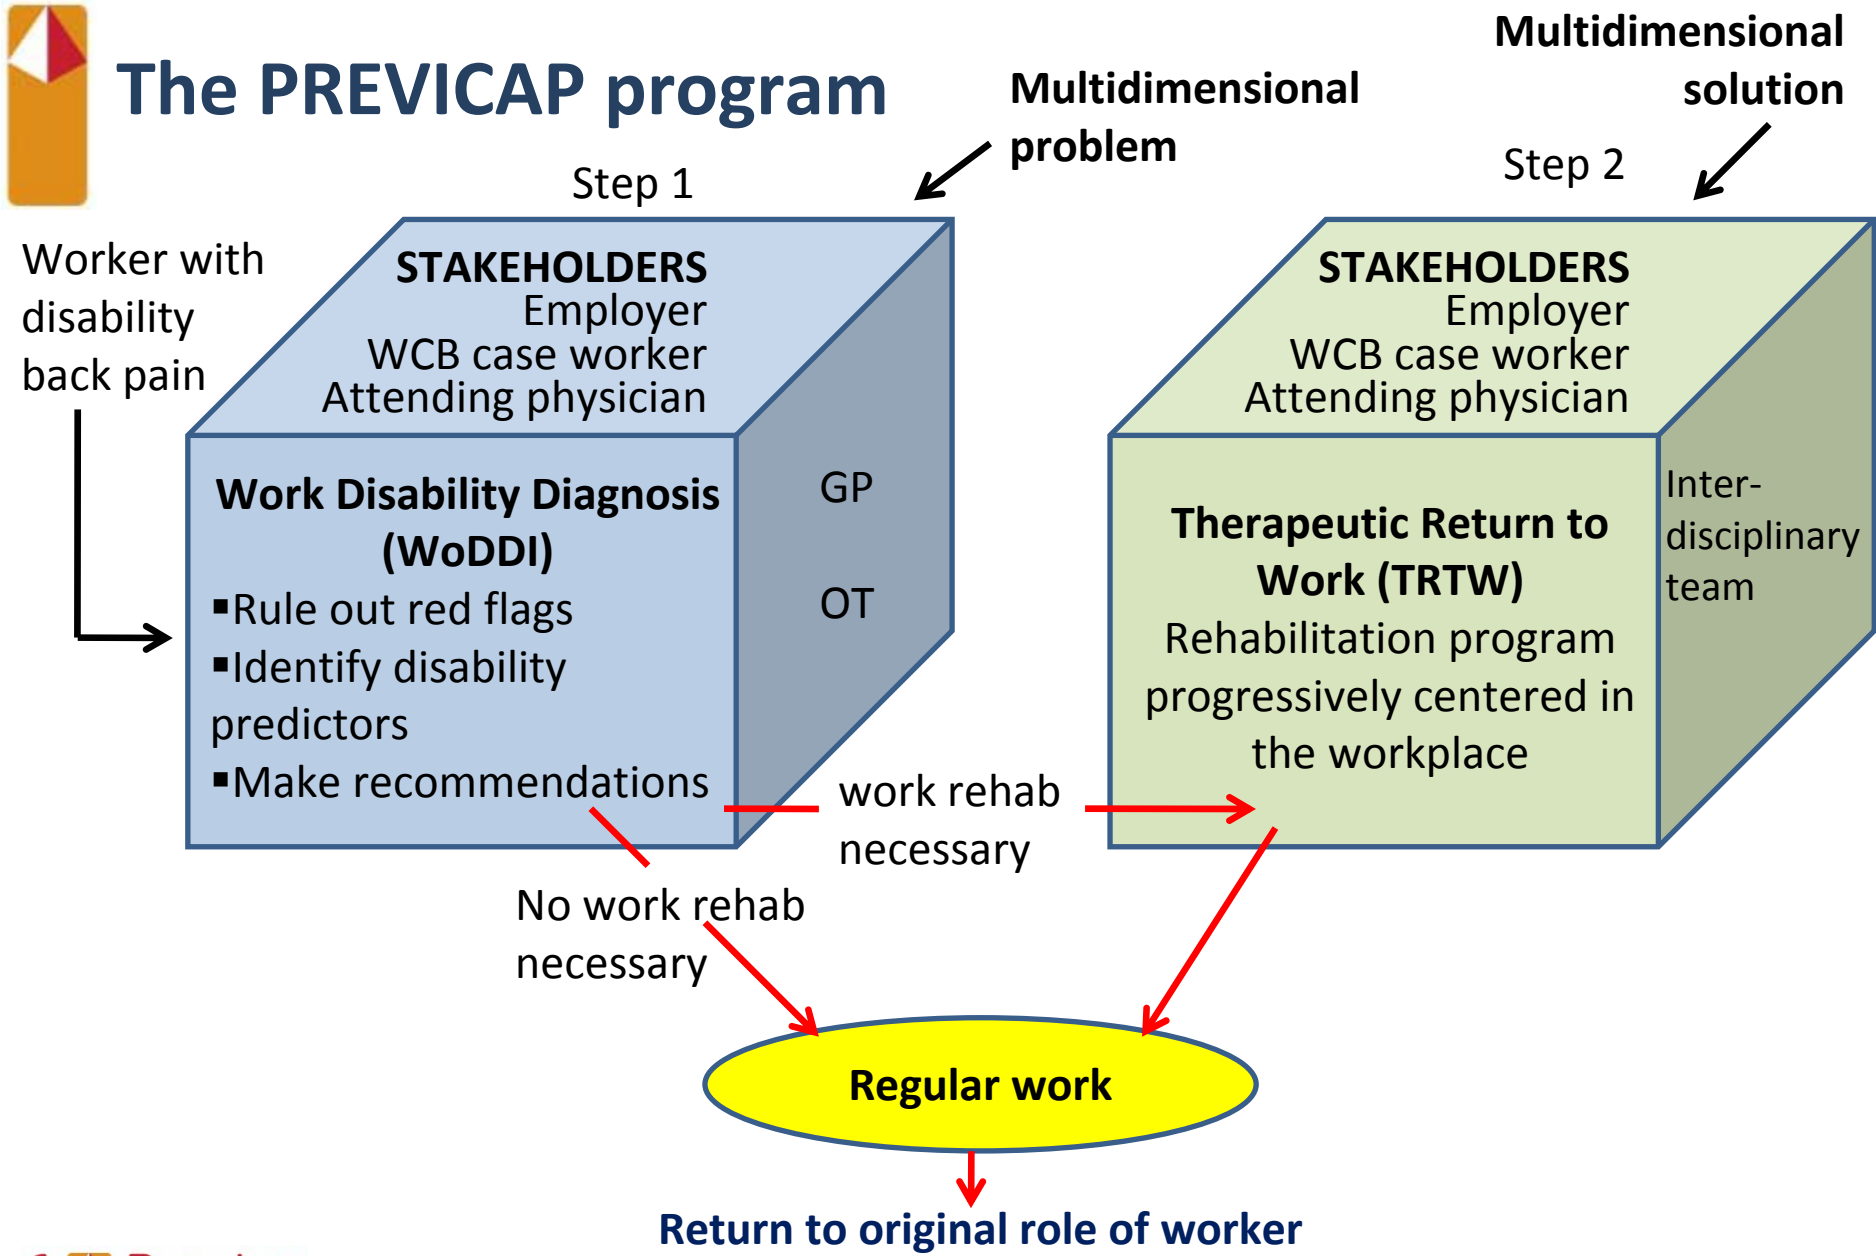 The PREVICAP program
Multidimensional
problem
Multidimensional
solution
Step 1
Step 2
Worker with
disability
back pain
STAKEHOLDERS
Employer
WCB case worker
Attending physician
Work Disability Diagnosis
(WoDDI)
▪Rule out red flags
▪Identify disability
predictors
▪Make recommendations
GP
OT
STAKEHOLDERS
Employer
WCB case worker
Attending physician
Therapeutic Return to
Work (TRTW)
Rehabilitation program
progressively centered in
the workplace
Inter-
disciplinary
team
work rehab
necessary
No work rehab
necessary
Regular work
Return to original role of worker